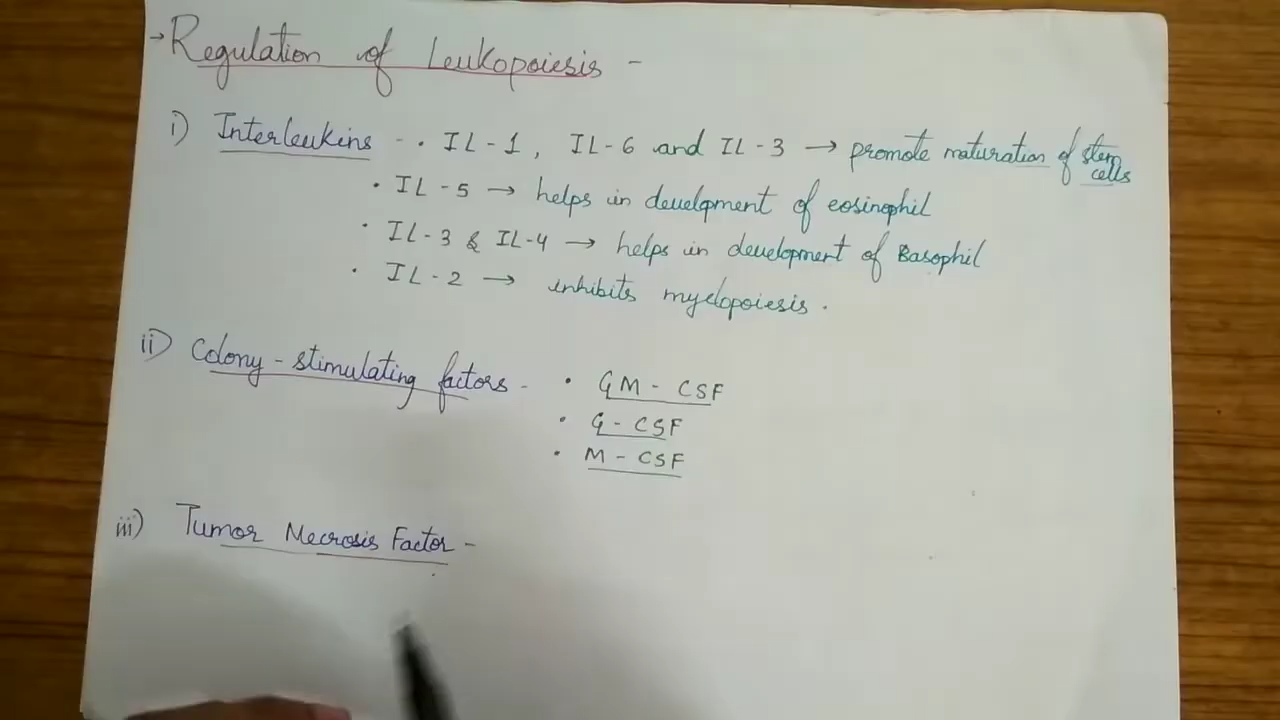 →Regulation of Leukopoiesis -
i) Interleukins - • IL-1, IL-6 and IL-3 → promote maturation of stem cells
• IL-5 → helps in development of eosinophil
• IL-3 & IL-4 → helps in development of Basophil
• IL-2 → inhibits myelopoiesis.
ii) Colony-stimulating factors - • GM-CSF
• G-CSF
• M-CSF
iii) Tumor Necrosis Factor -